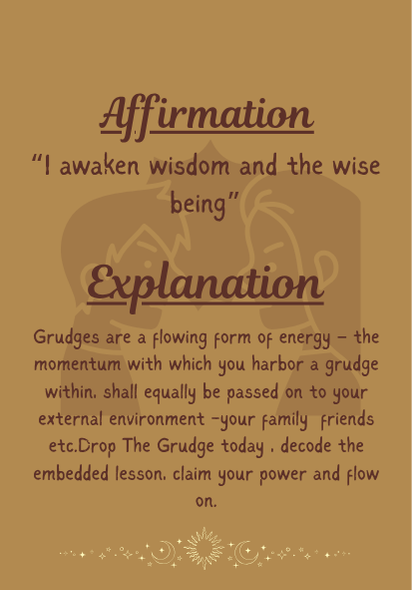 Affirmation
“I awaken wisdom and the wise
being”
Explanation
Grudges are a flowing form of energy – the
momentum with which you harbor a grudge
within, shall equally be passed on to your
external environment -your family  friends
etc.Drop The Grudge today , decode the
embedded lesson, claim your power and flow
on.